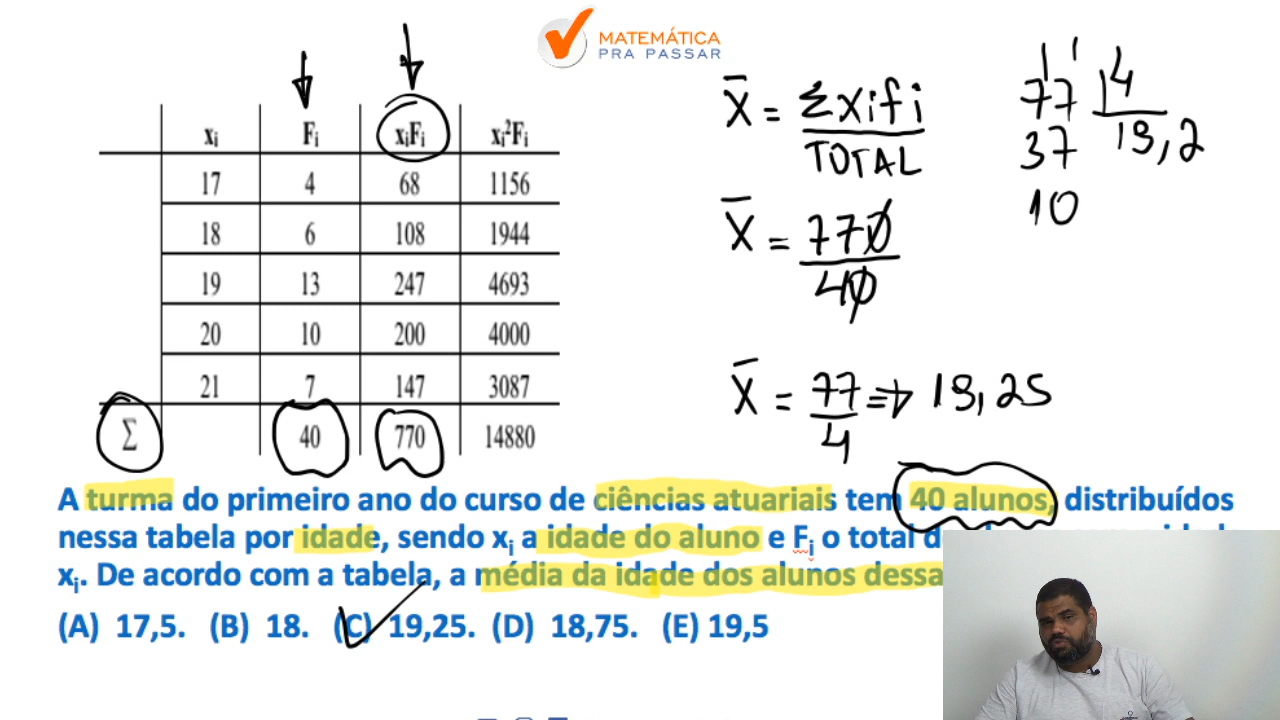 MATEMÁTICA
PRA PASSAR
xᵢ Fᵢ xᵢFᵢ xᵢ²Fᵢ
17 4 68 1156
18 6 108 1944
19 13 247 4693
20 10 200 4000
21 7 147 3087
Σ 40 770 14880
X̄ = Σxifi
TOTAL
X̄ = 770
40
X̄ = 77 ⇒ 19,25
4
77 4
37 19,2
10
A turma do primeiro ano do curso de ciências atuariais tem 40 alunos, distribuídos
nessa tabela por idade, sendo xᵢ a idade do aluno e Fᵢ o total
xᵢ. De acordo com a tabela, a média da idade dos alunos
(A) 17,5. (B) 18. (C) 19,25. (D) 18,75. (E) 19,5